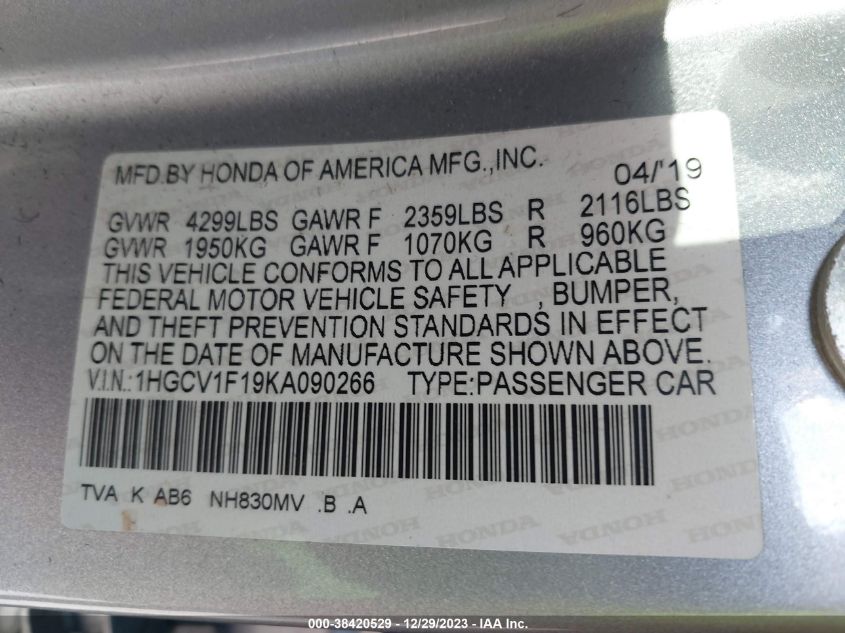 MFD.BY HONDA OF AMERICA MFG.,INC. 04/'19
GVWR 4299LBS GAWR F 2359LBS R 2116LBS
GVWR 1950KG GAWR F 1070KG R 960KG
THIS VEHICLE CONFORMS TO ALL APPLICABLE
FEDERAL MOTOR VEHICLE SAFETY , BUMPER,
AND THEFT PREVENTION STANDARDS IN EFFECT
ON THE DATE OF MANUFACTURE SHOWN ABOVE.
V.I.N.:1HGCV1F19KA090266 TYPE:PASSENGER CAR
TVA K AB6 NH830MV .B .A
000-38420529 - 12/29/2023 - IAA Inc.